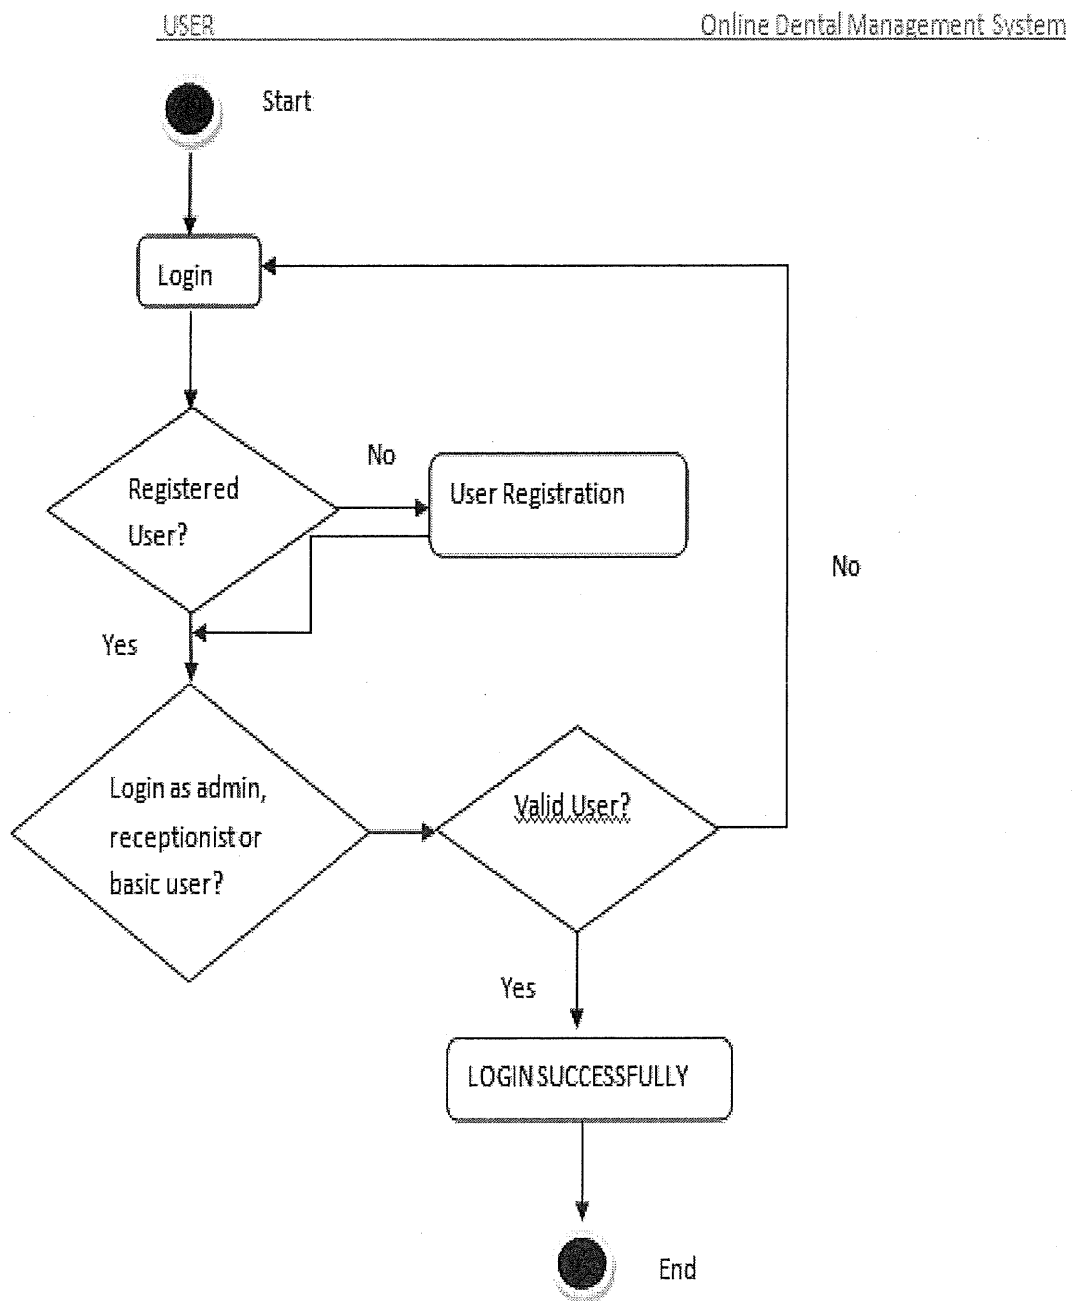 USER Online Dental Management System
Start
Login
No
Registered
User?
User Registration
No
Yes
Login as admin,
receptionist or
basic user?
Valid User?
Yes
LOGIN SUCCESSFULLY
End